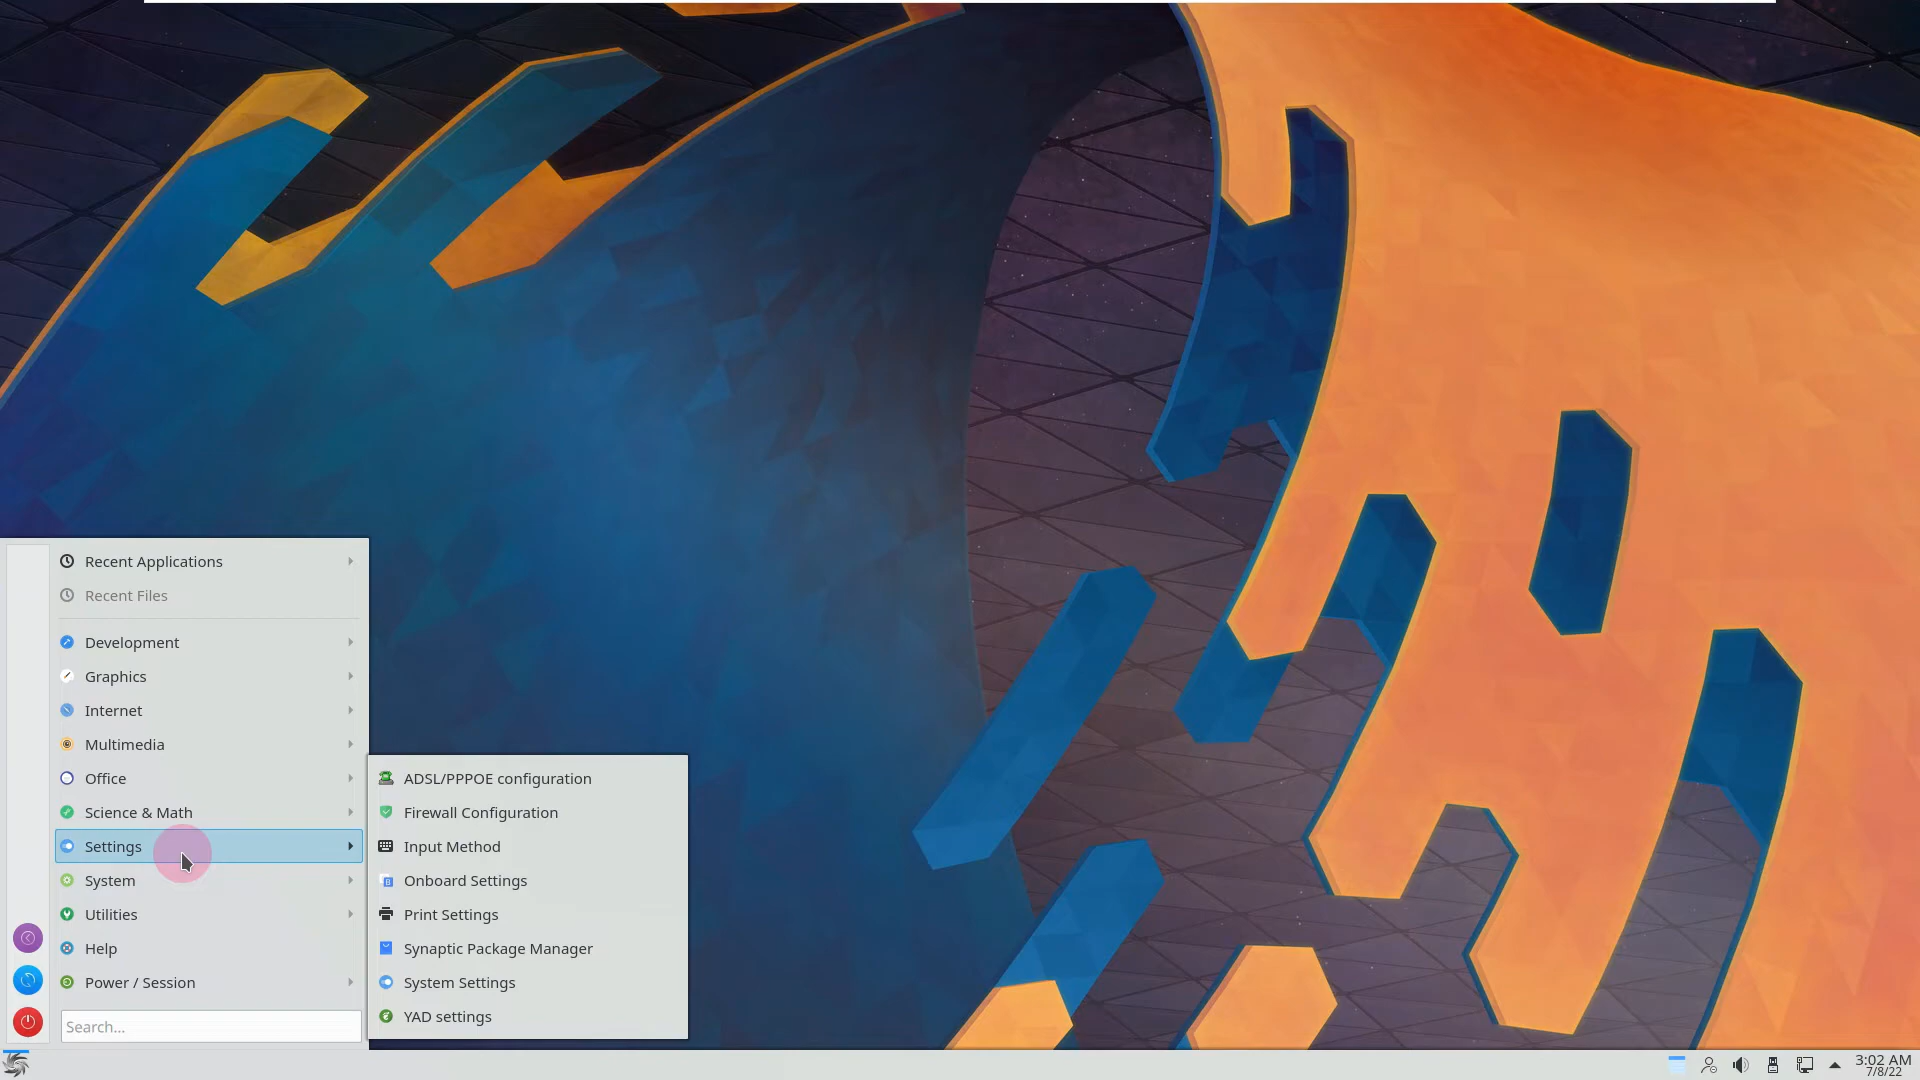 Recent Applications
Recent Files
Development
Graphics
Internet
Multimedia
Office
Science & Math
Settings
System
Utilities
Help
Power / Session
Search...
ADSL/PPPOE configuration
Firewall Configuration
Input Method
Onboard Settings
Print Settings
Synaptic Package Manager
System Settings
YAD settings
3:02 AM
7/8/22